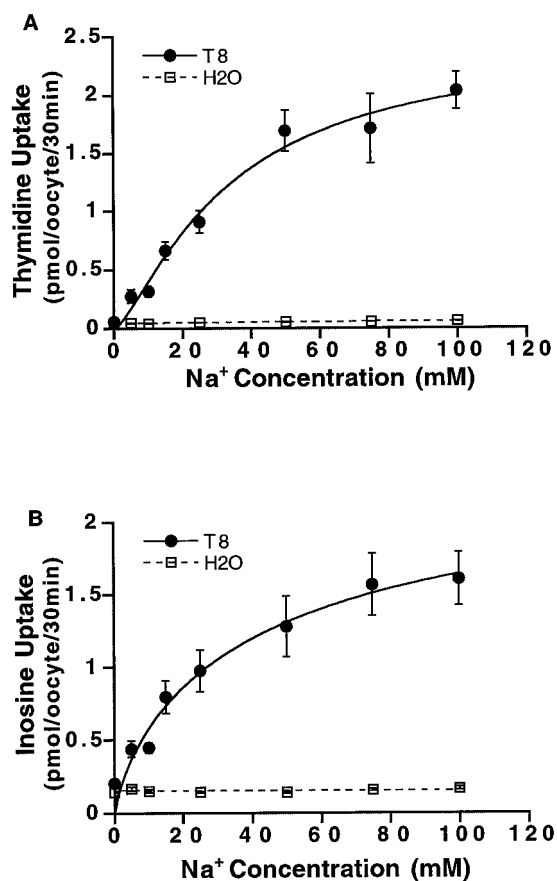 A
T8
H2O
2.5
2
1.5
1
0.5
0
Thymidine Uptake
(pmol/oocyte/30min)
0 20 40 60 80 100 120
Na⁺ Concentration (mM)
B
T8
H2O
2
1.5
1
0.5
0
Inosine Uptake
(pmol/oocyte/30min)
0 20 40 60 80 100 120
Na⁺ Concentration (mM)